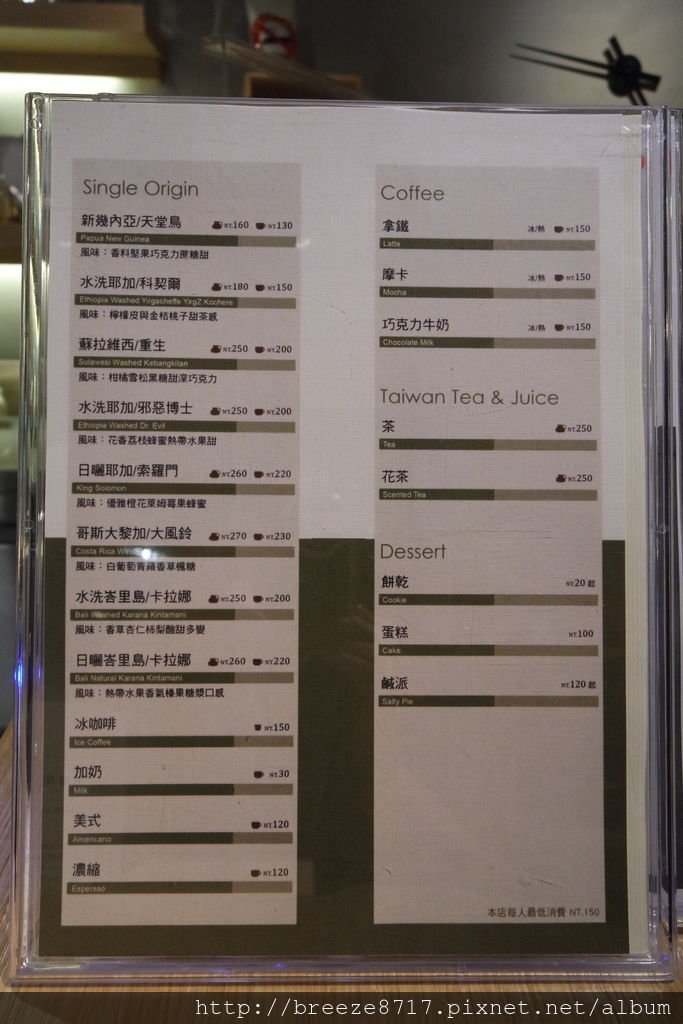 Single Origin
新幾內亞/天堂鳥 NT.160 NT.130
Papua New Guinea
風味：香料堅果巧克力蔗糖甜
水洗耶加/科契爾 NT.180 NT.150
Ethiopia Washed Yirgacheffe YirgZ Kochere
風味：檸檬皮與金桔桃子甜茶感
蘇拉維西/重生 NT.250 NT.200
Sulawesi Washed Kebangkitan
風味：柑橘雪松黑糖甜深巧克力
水洗耶加/邪惡博士 NT.250 NT.200
Ethiopia Washed Dr. Evil
風味：花香荔枝蜂蜜熱帶水果甜
日曬耶加/索羅門 NT.260 NT.220
King Solomon
風味：優雅橙花萊姆莓果蜂蜜
哥斯大黎加/大風鈴 NT.270 NT.230
Costa Rica
風味：白葡萄青蘋香草楓糖
水洗峇里島/卡拉娜 NT.250 NT.200
Bali Washed Karana Kintamani
風味：香草杏仁柿梨酸甜多變
日曬峇里島/卡拉娜 NT.260 NT.220
Bali Natural Karana Kintamani
風味：熱帶水果香氣榛果糖漿口感
冰咖啡 NT.150
Ice Coffee
加奶 NT.30
Milk
美式 NT.120
Americano
濃縮 NT.120
Espersso
Coffee
拿鐵 冰/熱 NT.150
Latte
摩卡 冰/熱 NT.150
Mocha
巧克力牛奶 冰/熱 NT.150
Chocolate Milk
Taiwan Tea & Juice
茶 NT.250
Tea
花茶 NT.250
Scented Tea
Dessert
餅乾 NT.20 起
Cookie
蛋糕 NT.100
Cake
鹹派 NT.120 起
Salty Pie
本店每人最低消費 NT.150
http://breeze8717.pixnet.net/album